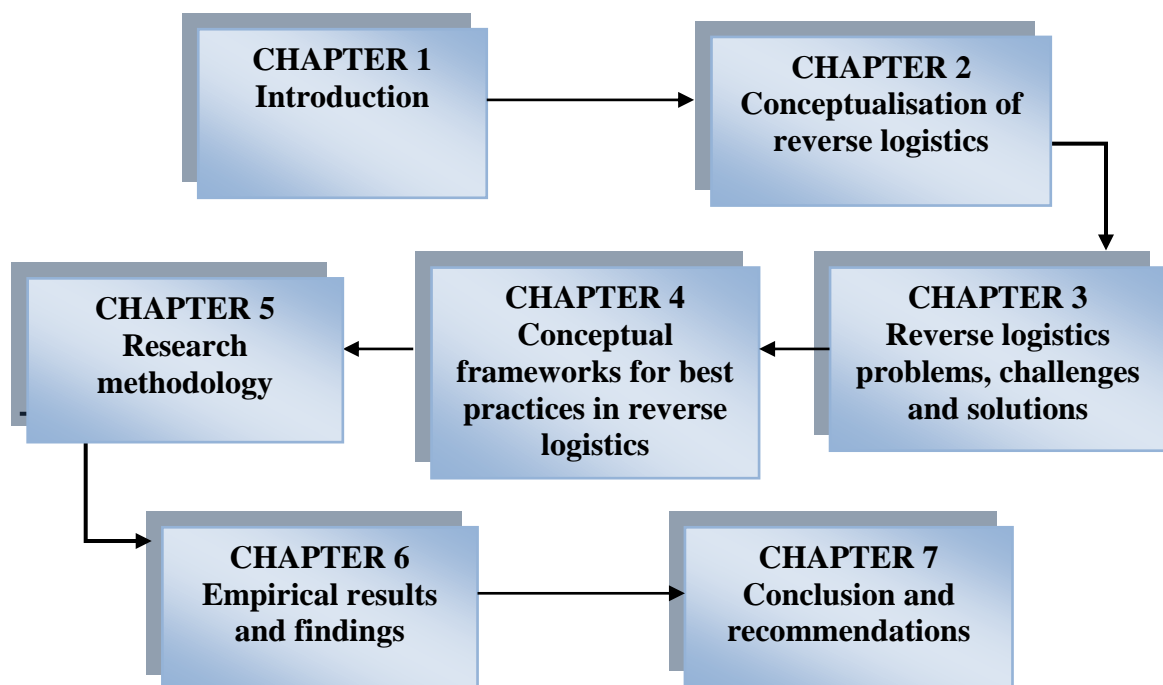 CHAPTER 1
Introduction
CHAPTER 2
Conceptualisation of
reverse logistics
CHAPTER 3
Reverse logistics
problems, challenges
and solutions
CHAPTER 4
Conceptual
frameworks for best
practices in reverse
logistics
CHAPTER 5
Research
methodology
CHAPTER 6
Empirical results
and findings
CHAPTER 7
Conclusion and
recommendations